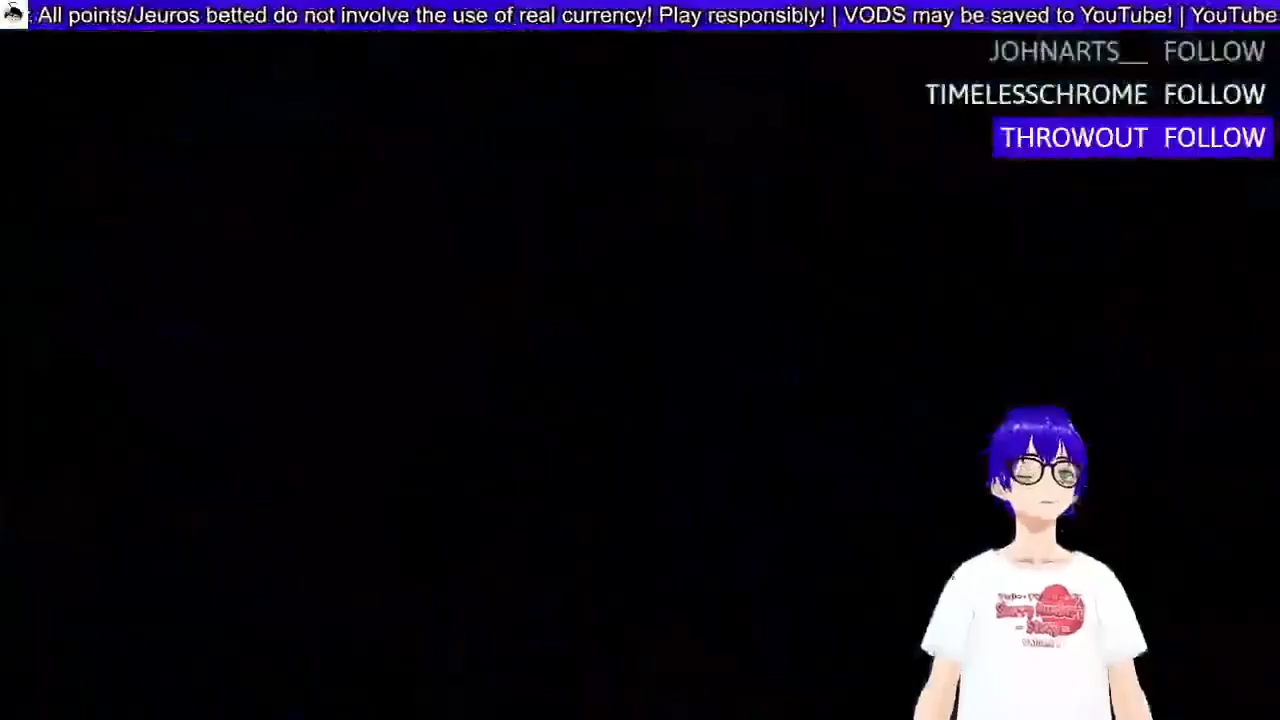 : All points/Jeuros betted do not involve the use of real currency! Play responsibly! | VODS may be saved to YouTube! | YouTube
JOHNARTS__ FOLLOW
TIMELESSCHROME FOLLOW
THROWOUT FOLLOW